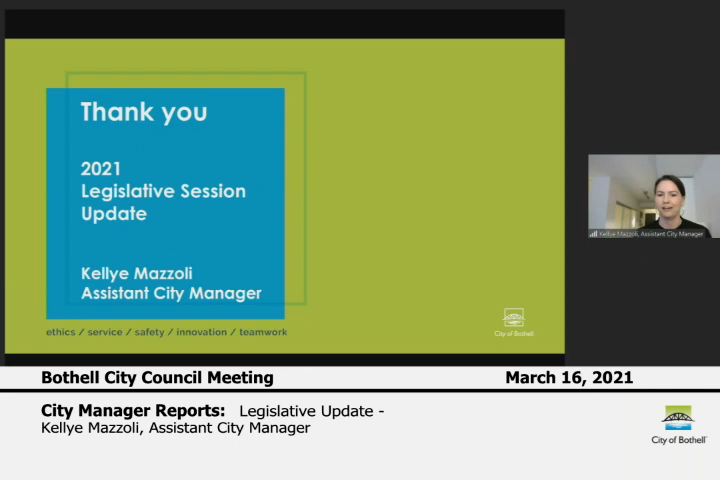 Thank you
2021
Legislative Session
Update
Kellye Mazzoli
Assistant City Manager
ethics / service / safety / innovation / teamwork
City of Bothell
Kellye Mazzoli, Assistant City Manager
Bothell City Council Meeting
March 16, 2021
City Manager Reports: Legislative Update -
Kellye Mazzoli, Assistant City Manager
City of Bothell